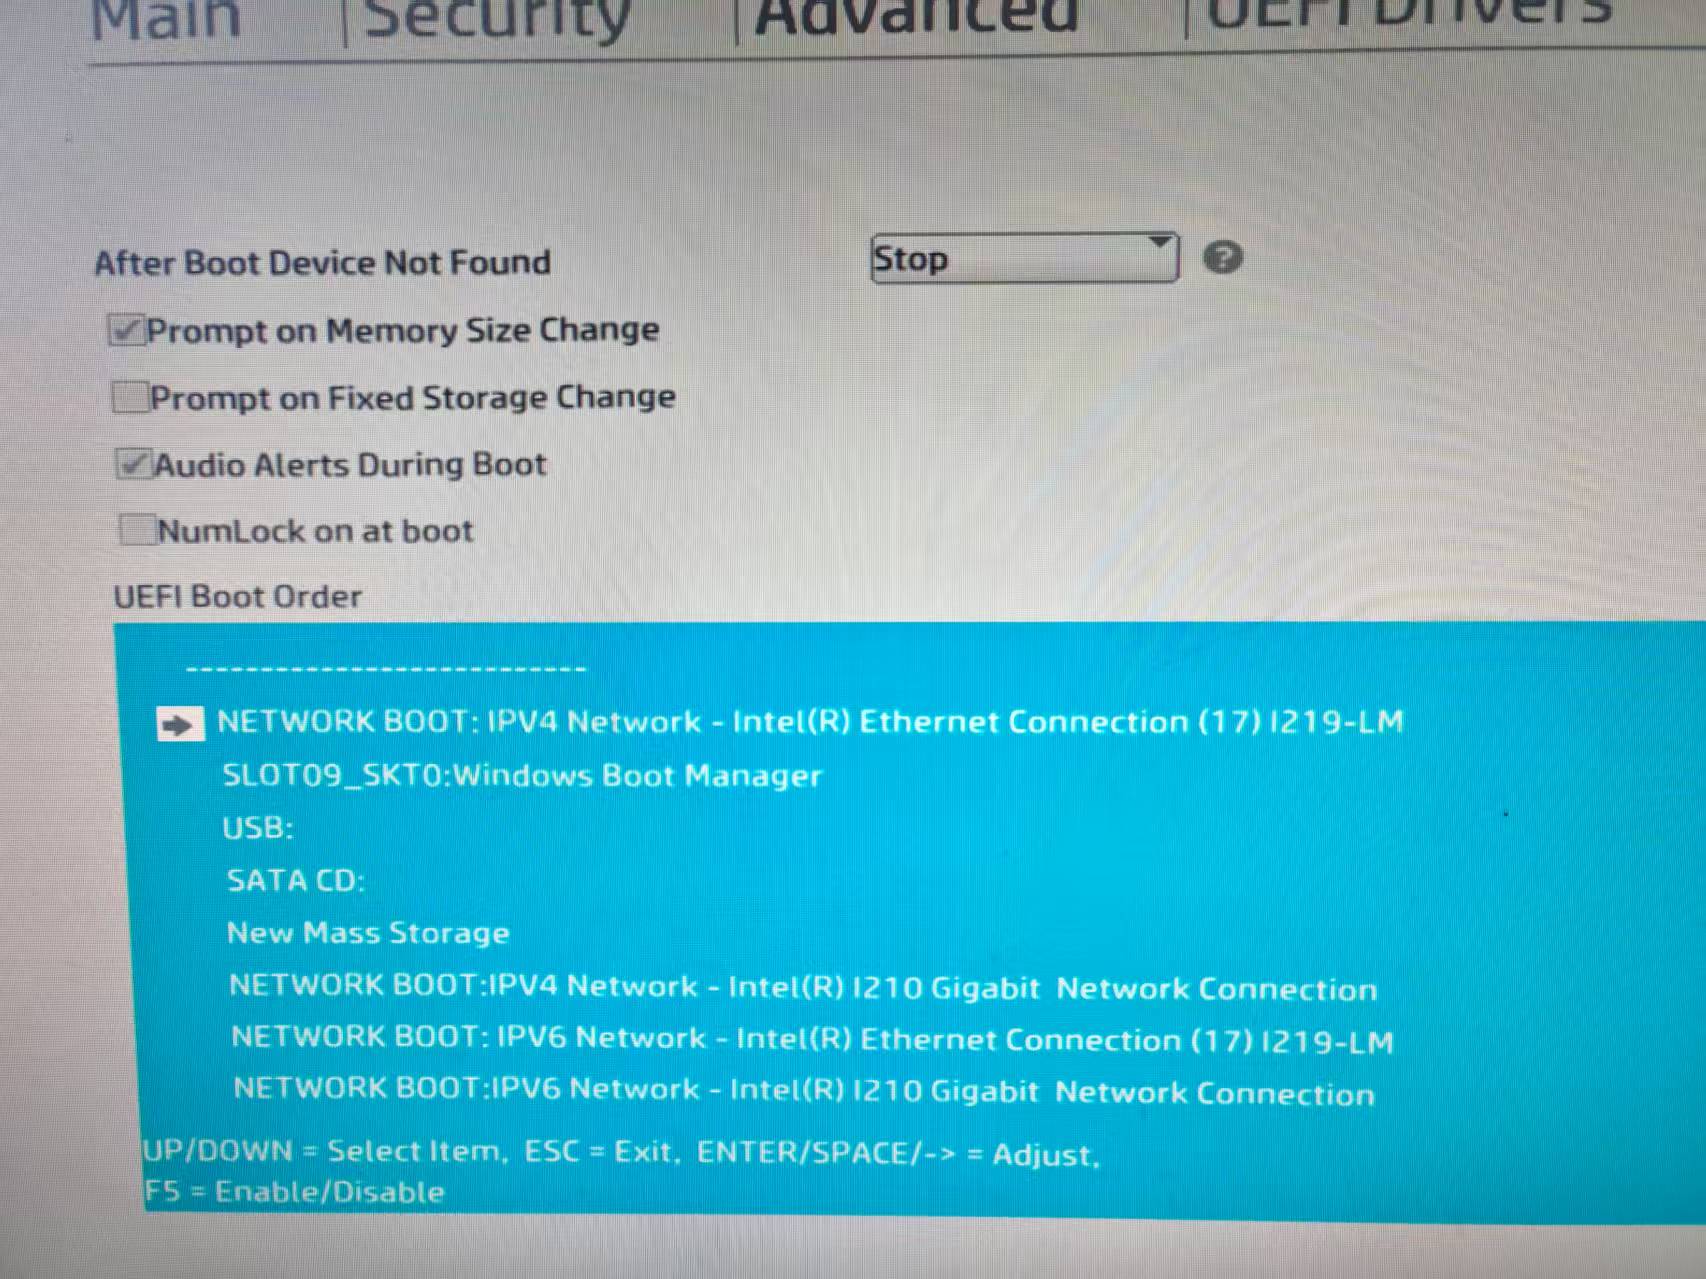 Main Security Advanced UEFI Drivers
After Boot Device Not Found Stop ?
Prompt on Memory Size Change
Prompt on Fixed Storage Change
Audio Alerts During Boot
NumLock on at boot
UEFI Boot Order
--------------------------
NETWORK BOOT: IPV4 Network - Intel(R) Ethernet Connection (17) I219-LM
SLOT09_SKT0:Windows Boot Manager
USB:
SATA CD:
New Mass Storage
NETWORK BOOT:IPV4 Network - Intel(R) I210 Gigabit  Network Connection
NETWORK BOOT: IPV6 Network - Intel(R) Ethernet Connection (17) I219-LM
NETWORK BOOT:IPV6 Network - Intel(R) I210 Gigabit  Network Connection
UP/DOWN = Select Item,  ESC = Exit,  ENTER/SPACE/-> = Adjust,
F5 = Enable/Disable